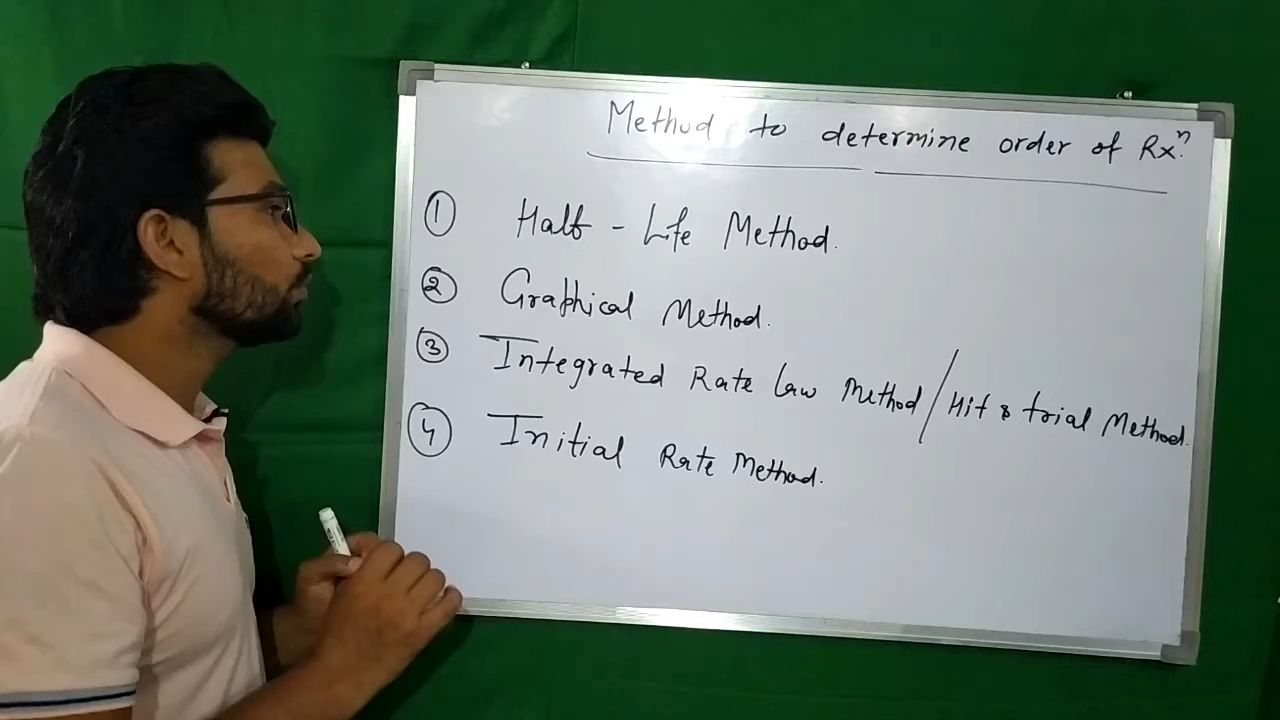 Method to determine order of Rxⁿ.
① Half - Life Method.
② Graphical Method.
③ Integrated Rate law Method / Hit & trial Method.
④ Initial Rate Method.